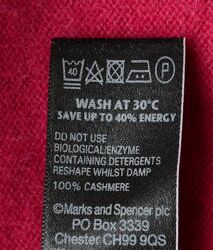 40 P
WASH AT 30°C
SAVE UP TO 40% ENERGY
DO NOT USE
BIOLOGICAL/ENZYME
CONTAINING DETERGENTS
RESHAPE WHILST DAMP
100% CASHMERE
©Marks and Spencer plc
PO Box 3339
Chester CH99 9QS